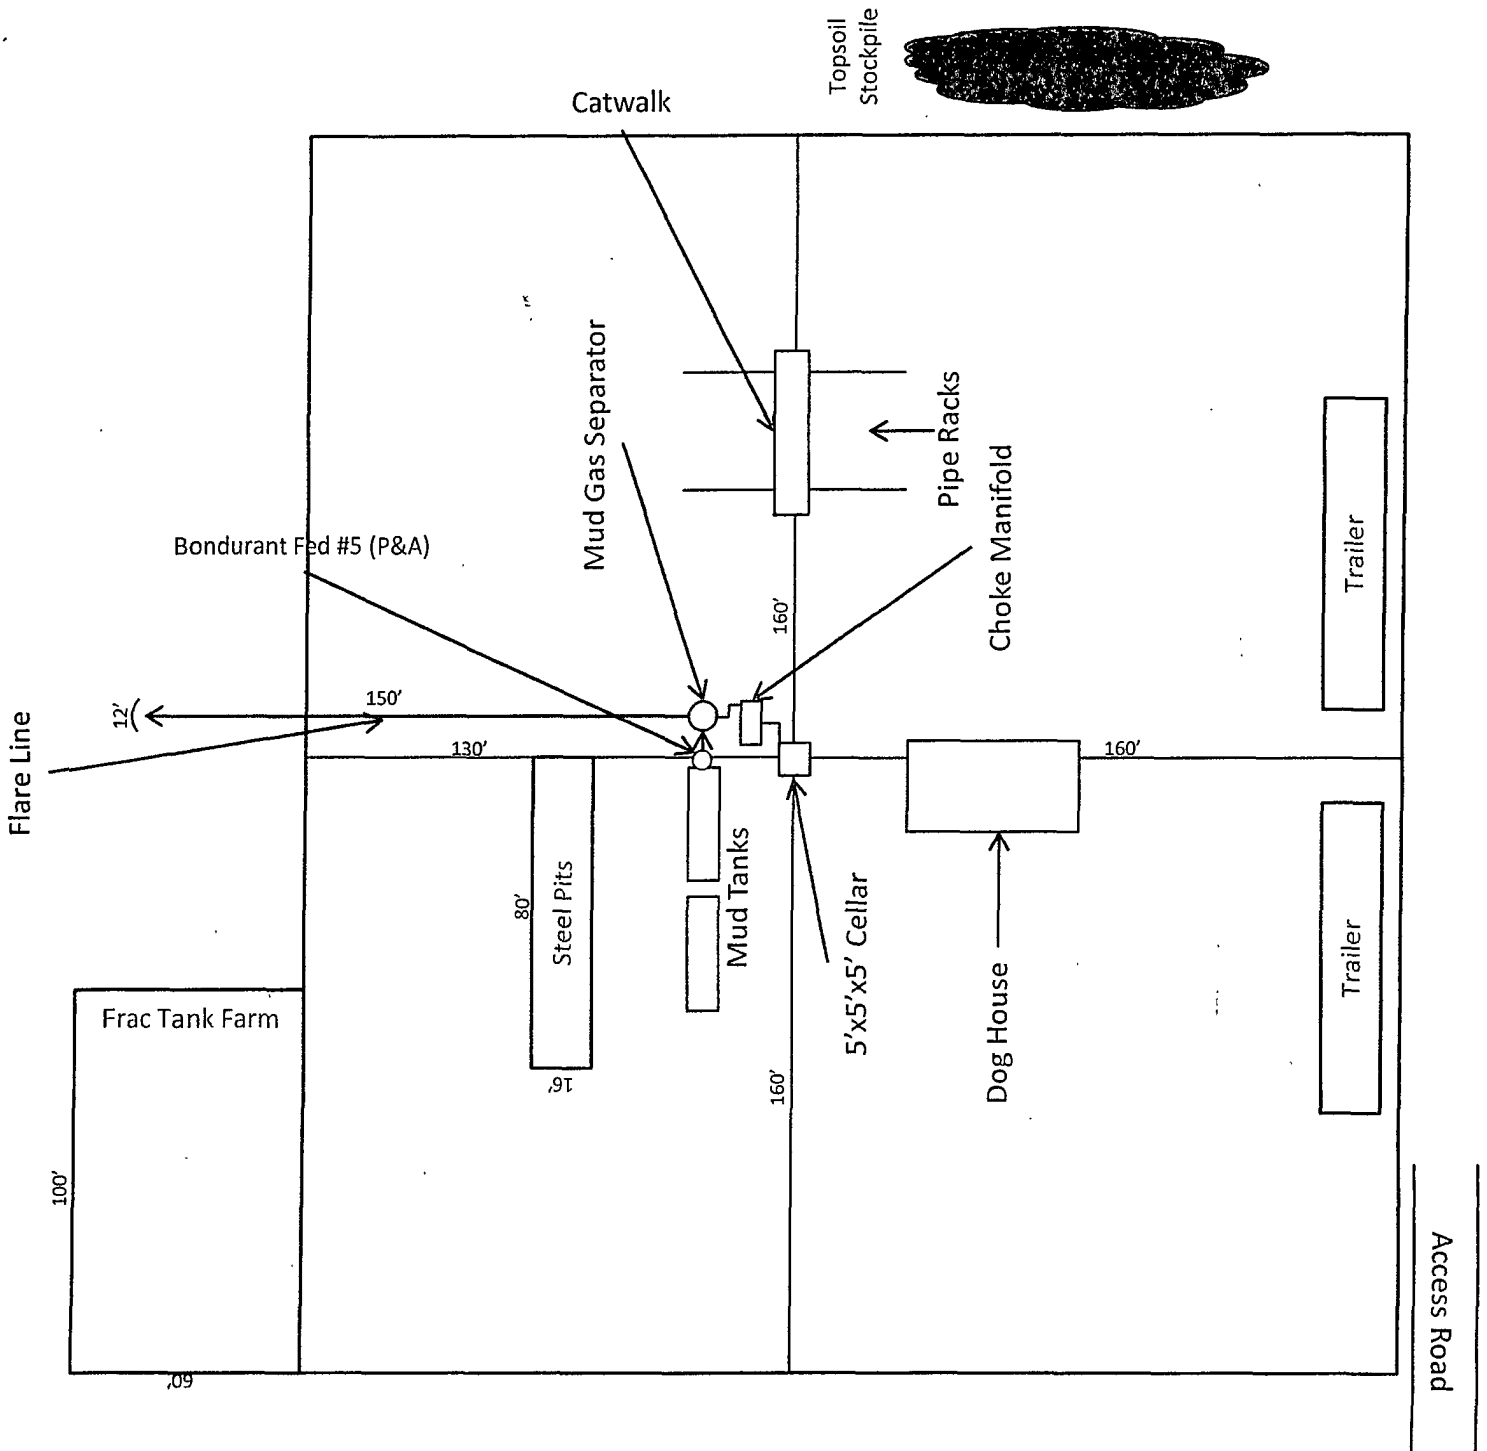 Topsoil
Stockpile
Catwalk
Mud Gas Separator
Pipe Racks
Choke Manifold
Bondurant Fed #5 (P&A)
Trailer
160'
150'
12'
Flare Line
130'
160'
Steel Pits
80'
16'
Mud Tanks
5'x5'x5' Cellar
Dog House
Trailer
Frac Tank Farm
160'
100'
60'
Access Road